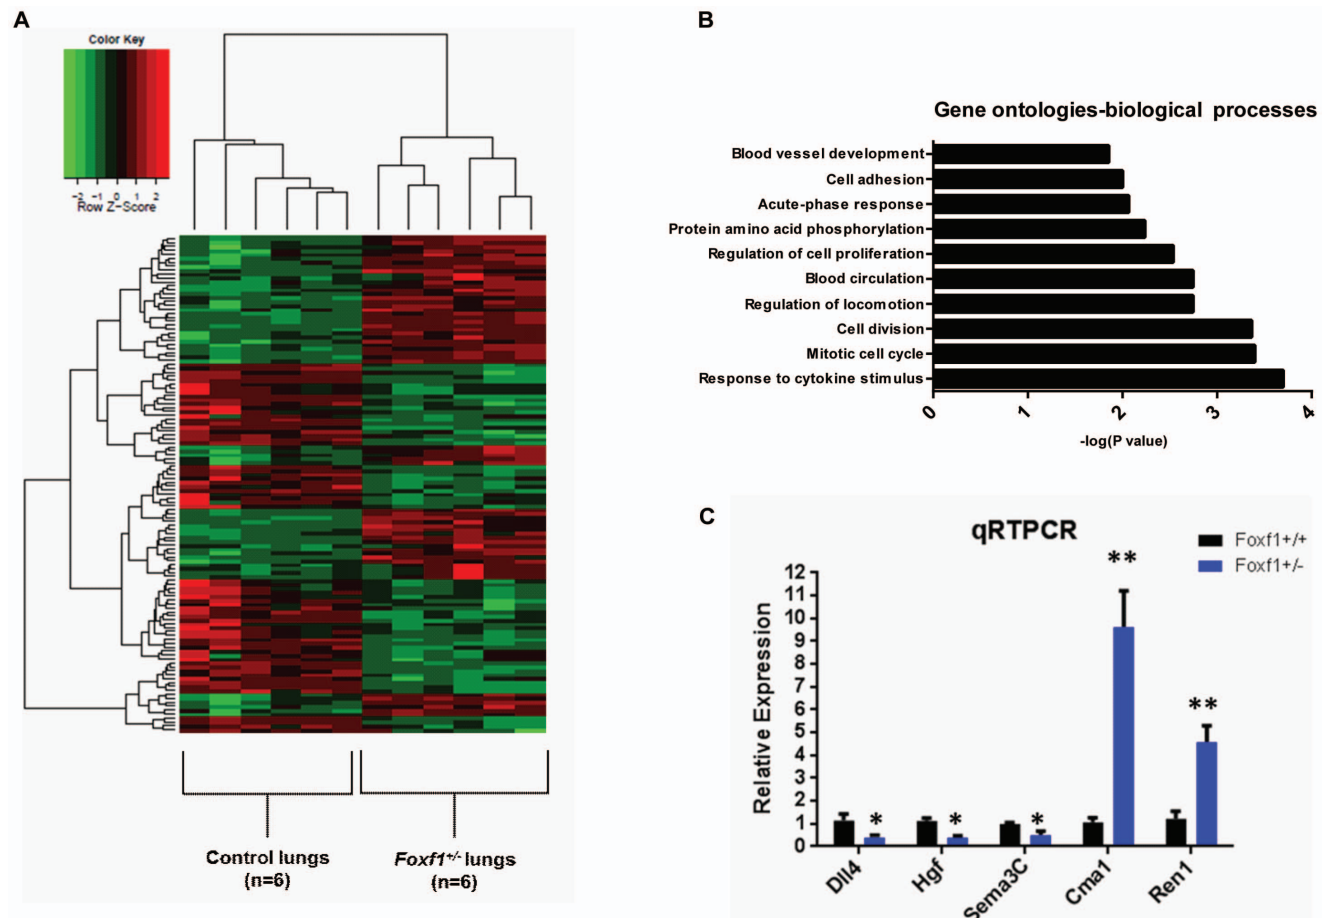 A
Color Key
−2 −1 0 1 2
Row Z−Score
Control lungs
(n=6)
Foxf1+/- lungs
(n=6)
B
Gene ontologies-biological processes
Blood vessel development
Cell adhesion
Acute-phase response
Protein amino acid phosphorylation
Regulation of cell proliferation
Blood circulation
Regulation of locomotion
Cell division
Mitotic cell cycle
Response to cytokine stimulus
0 1 2 3 4
-log(P value)
C
qRTPCR
Foxf1+/+
Foxf1+/-
Relative Expression
12
11
10
9
8
7
6
5
4
3
2
1
0
* * * ** **
Dll4 Hgf Sema3C Cma1 Ren1